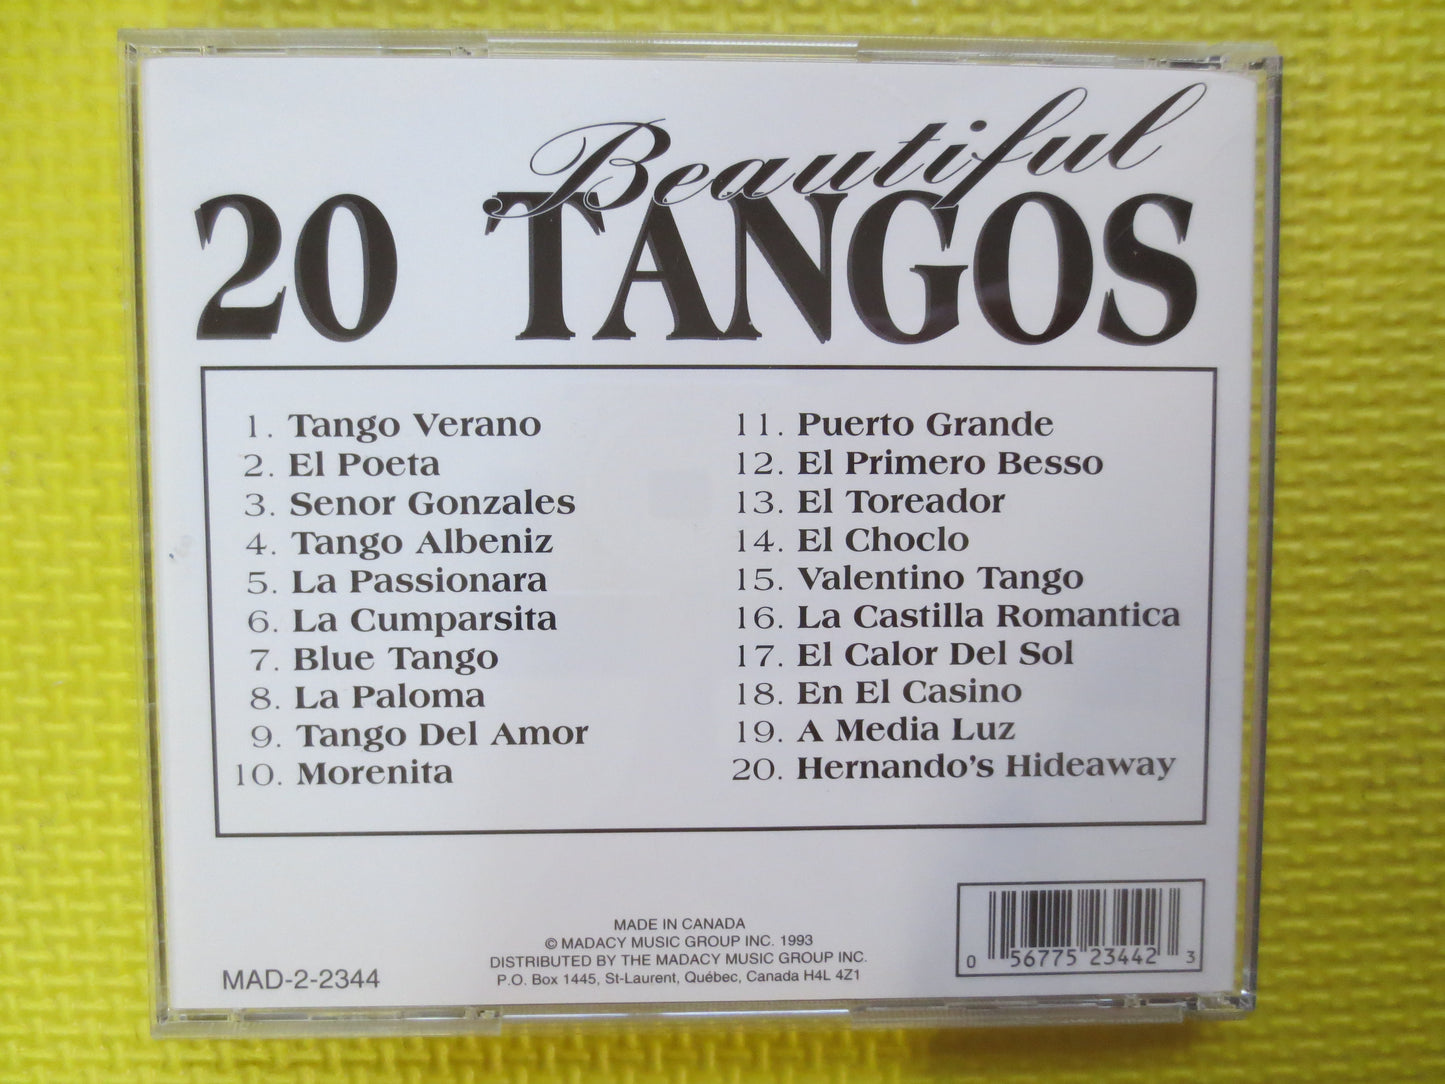 20 Beautiful TANGOS
1. Tango Verano
2. El Poeta
3. Senor Gonzales
4. Tango Albeniz
5. La Passionara
6. La Cumparsita
7. Blue Tango
8. La Paloma
9. Tango Del Amor
10. Morenita
11. Puerto Grande
12. El Primero Besso
13. El Toreador
14. El Choclo
15. Valentino Tango
16. La Castilla Romantica
17. El Calor Del Sol
18. En El Casino
19. A Media Luz
20. Hernando's Hideaway
MAD-2-2344
MADE IN CANADA
© MADACY MUSIC GROUP INC. 1993
DISTRIBUTED BY THE MADACY MUSIC GROUP INC.
P.O. Box 1445, St-Laurent, Québec, Canada H4L 4Z1
0 56775 23442 3